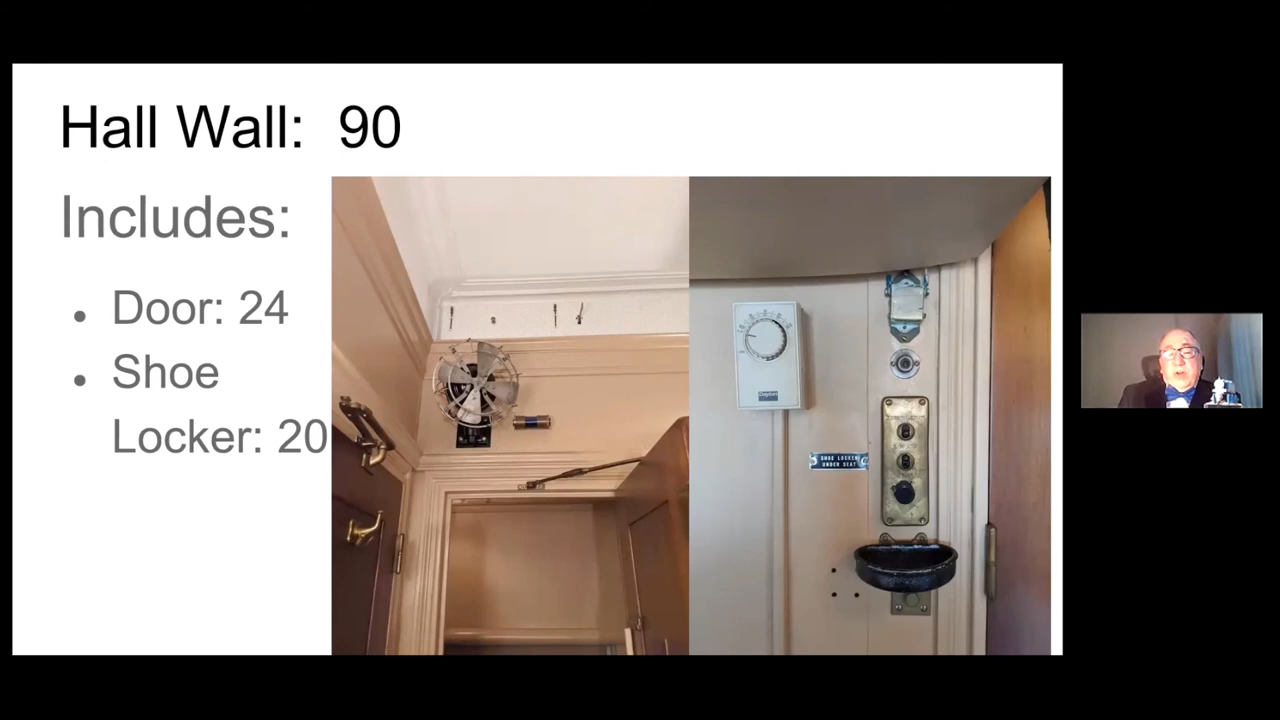 Hall Wall: 90
Includes:
• Door: 24
• Shoe
Locker: 20
SHOE LOCKER
UNDER SEAT